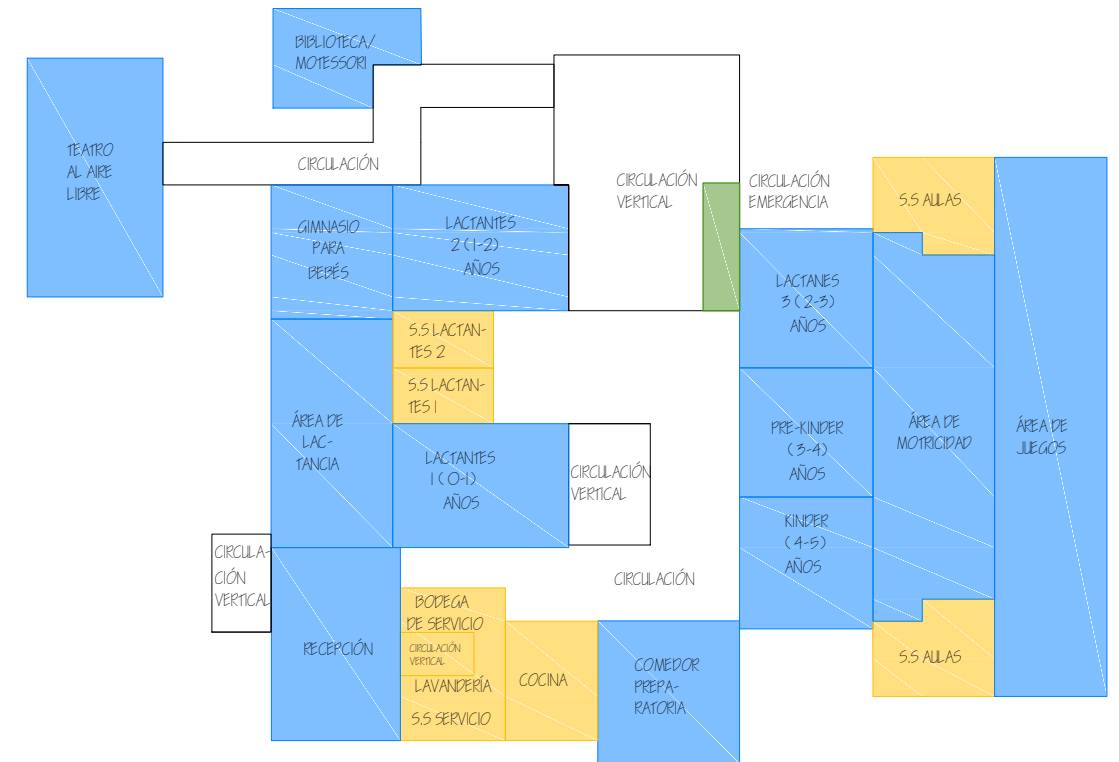 BIBLIOTECA/
MOTESSORI
TEATRO
AL AIRE
LIBRE
CIRCULACIÓN
CIRCULACIÓN
VERTICAL
CIRCULACIÓN
EMERGENCIA
S.S AULAS
GIMNASIO
PARA
BEBÉS
LACTANTES
2 (1-2)
AÑOS
LACTANES
3 (2-3)
AÑOS
S.S LACTAN-
TES 2
S.S LACTAN-
TES 1
ÁREA DE
LAC-
TANCIA
LACTANTES
1 (0-1)
AÑOS
CIRCULACIÓN
VERTICAL
PRE-KINDER
(3-4)
AÑOS
ÁREA DE
MOTRICIDAD
ÁREA DE
JUEGOS
KINDER
(4-5)
AÑOS
CIRCULA-
CIÓN
VERTICAL
CIRCULACIÓN
RECEPCIÓN
BODEGA
DE SERVICIO
CIRCULACIÓN
VERTICAL
LAVANDERÍA
S.S SERVICIO
COCINA
COMEDOR
PREPA-
RATORIA
S.S AULAS